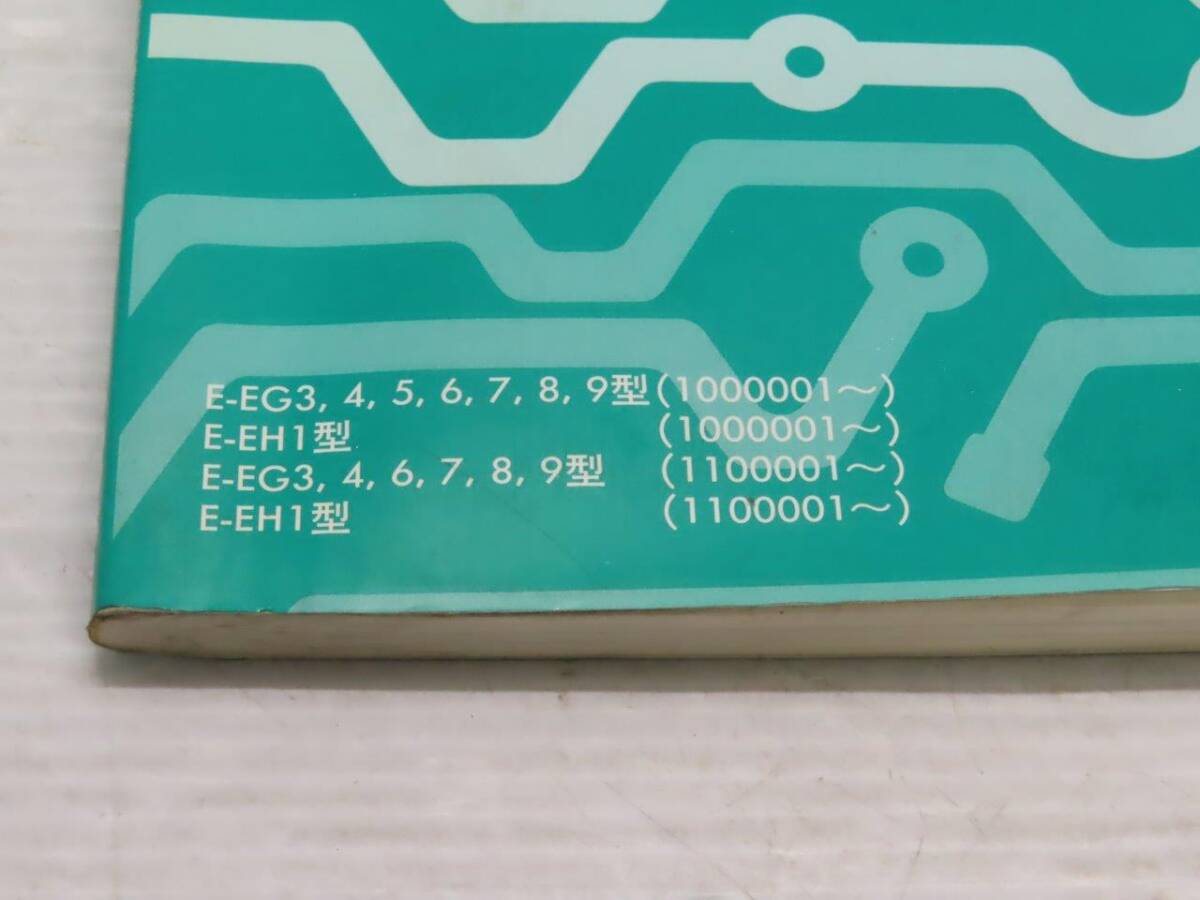 E-EG3, 4, 5, 6, 7, 8, 9型(1000001～)
E-EH1型 (1000001～)
E-EG3, 4, 6, 7, 8, 9型 (1100001～)
E-EH1型 (1100001～)